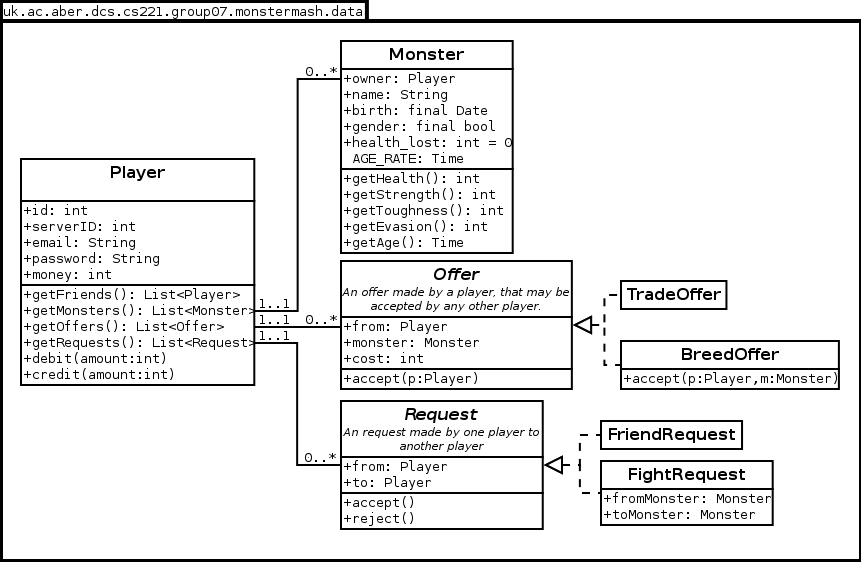 uk.ac.aber.dcs.cs221.group07.monstermash.data
Player
+id: int
+serverID: int
+email: String
+password: String
+money: int
+getFriends(): List<Player>
+getMonsters(): List<Monster>
+getOffers(): List<Offer>
+getRequests(): List<Request>
+debit(amount:int)
+credit(amount:int)
1..1
1..1
1..1
0..*
0..*
0..*
Monster
+owner: Player
+name: String
+birth: final Date
+gender: final bool
+health_lost: int = 0
AGE_RATE: Time
+getHealth(): int
+getStrength(): int
+getToughness(): int
+getEvasion(): int
+getAge(): Time
Offer
An offer made by a player, that may be
accepted by any other player.
+from: Player
+monster: Monster
+cost: int
+accept(p:Player)
TradeOffer
BreedOffer
+accept(p:Player,m:Monster)
Request
An request made by one player to
another player
+from: Player
+to: Player
+accept()
+reject()
FriendRequest
FightRequest
+fromMonster: Monster
+toMonster: Monster